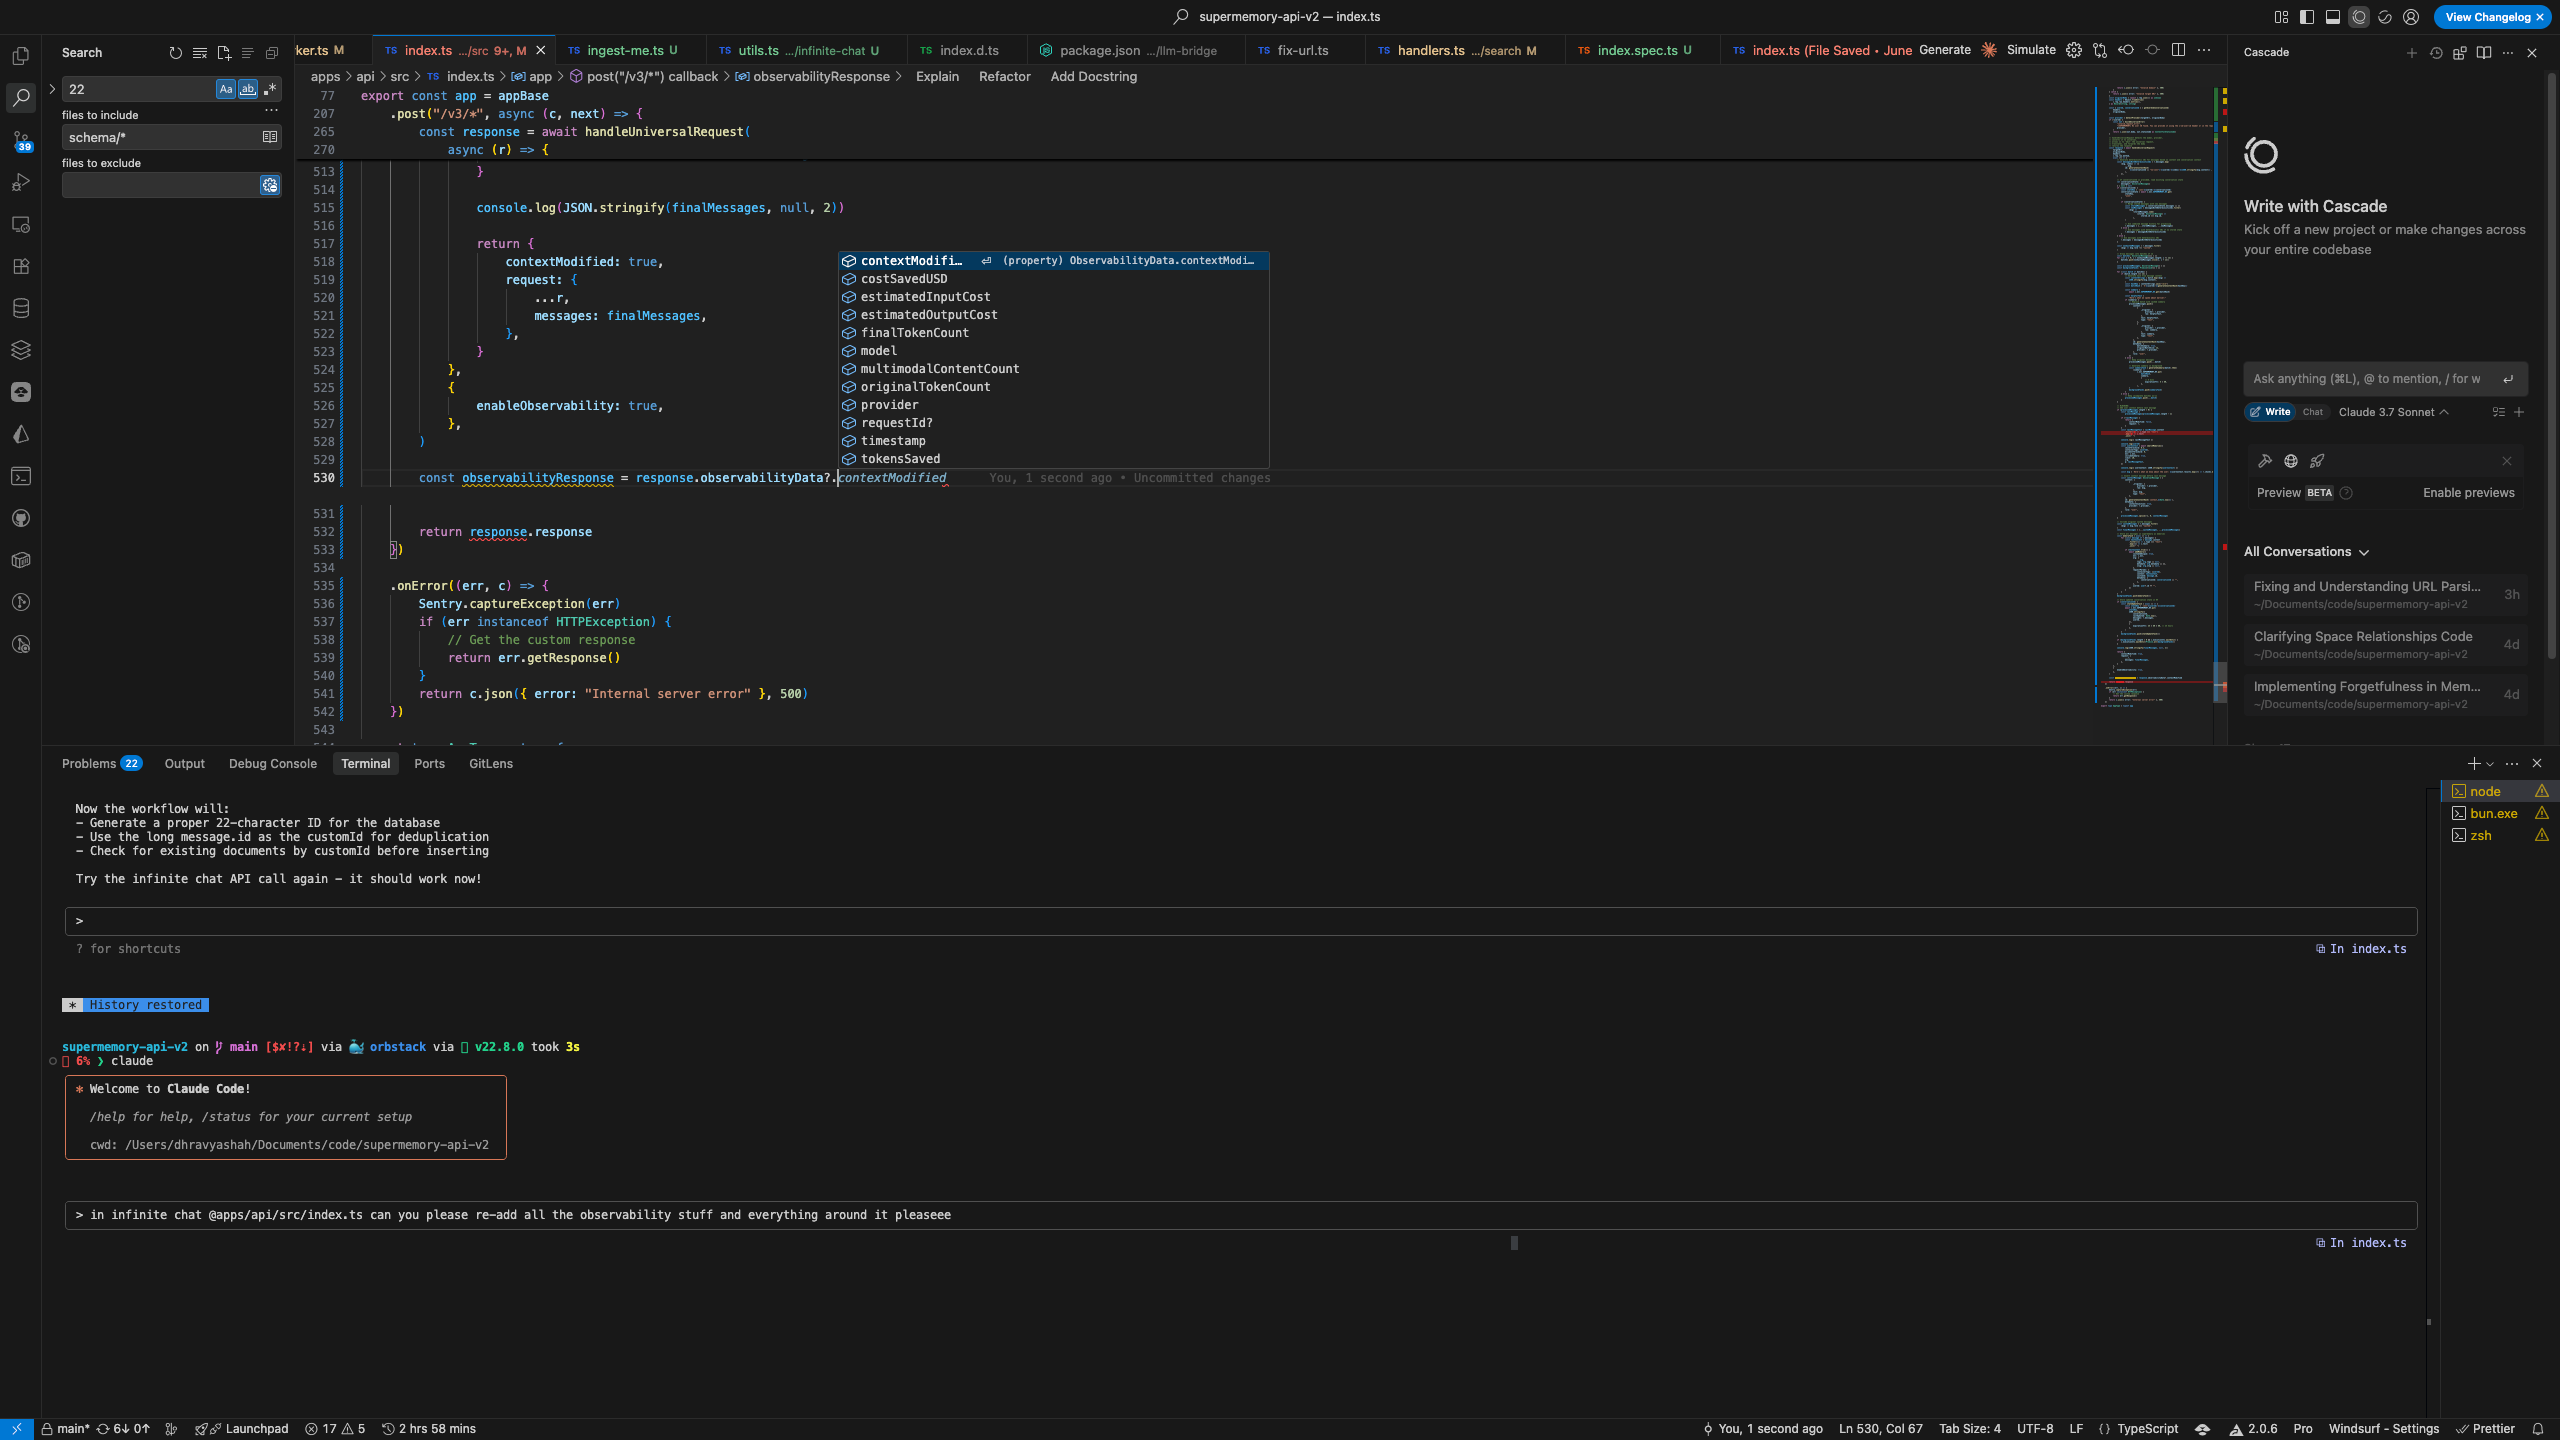 supermemory-api-v2 — index.ts
View Changelog ×
Search
22
Aa
ab
files to include
schema/*
files to exclude
39
ker.ts M
TS index.ts .../src 9+, M
TS ingest-me.ts U
TS utils.ts .../infinite-chat U
TS index.d.ts
package.json .../llm-bridge
TS fix-url.ts
TS handlers.ts .../search M
TS index.spec.ts U
TS index.ts (File Saved • June
Generate
Simulate
apps > api > src > TS index.ts > app > post("/v3/*") callback > observabilityResponse >
Explain
Refactor
Add Docstring
77 export const app = appBase
207 .post("/v3/*", async (c, next) => {
265 const response = await handleUniversalRequest(
270 async (r) => {
513 }
514
515 console.log(JSON.stringify(finalMessages, null, 2))
516
517 return {
518 contextModified: true,
519 request: {
520 ...r,
521 messages: finalMessages,
522 },
523 }
524 },
525 {
526 enableObservability: true,
527 },
528 )
529
530 const observabilityResponse = response.observabilityData?.contextModified You, 1 second ago • Uncommitted changes
contextModifi… (property) ObservabilityData.contextModi…
costSavedUSD
estimatedInputCost
estimatedOutputCost
finalTokenCount
model
multimodalContentCount
originalTokenCount
provider
requestId?
timestamp
tokensSaved
531
532 return response.response
533 })
534
535 .onError((err, c) => {
536 Sentry.captureException(err)
537 if (err instanceof HTTPException) {
538 // Get the custom response
539 return err.getResponse()
540 }
541 return c.json({ error: "Internal server error" }, 500)
542 })
543
Cascade
Write with Cascade
Kick off a new project or make changes across
your entire codebase
Ask anything (⌘L), @ to mention, / for w
Write
Chat
Claude 3.7 Sonnet
Preview BETA
Enable previews
All Conversations
Fixing and Understanding URL Parsi...
~/Documents/code/supermemory-api-v2
3h
Clarifying Space Relationships Code
~/Documents/code/supermemory-api-v2
4d
Implementing Forgetfulness in Mem...
~/Documents/code/supermemory-api-v2
4d
Problems 22
Output
Debug Console
Terminal
Ports
GitLens
node
bun.exe
zsh
Now the workflow will:
- Generate a proper 22-character ID for the database
- Use the long message.id as the customId for deduplication
- Check for existing documents by customId before inserting
Try the infinite chat API call again - it should work now!
>
? for shortcuts
In index.ts
* History restored
supermemory-api-v2 on main [$✘!?⇣] via orbstack via v22.8.0 took 3s
6% ❯ claude
* Welcome to Claude Code!
/help for help, /status for your current setup
cwd: /Users/dhravyashah/Documents/code/supermemory-api-v2
> in infinite chat @apps/api/src/index.ts can you please re-add all the observability stuff and everything around it pleaseee
In index.ts
main* 6↓ 0↑
Launchpad
17
5
2 hrs 58 mins
You, 1 second ago
Ln 530, Col 67
Tab Size: 4
UTF-8
LF
{} TypeScript
2.0.6
Pro
Windsurf - Settings
Prettier